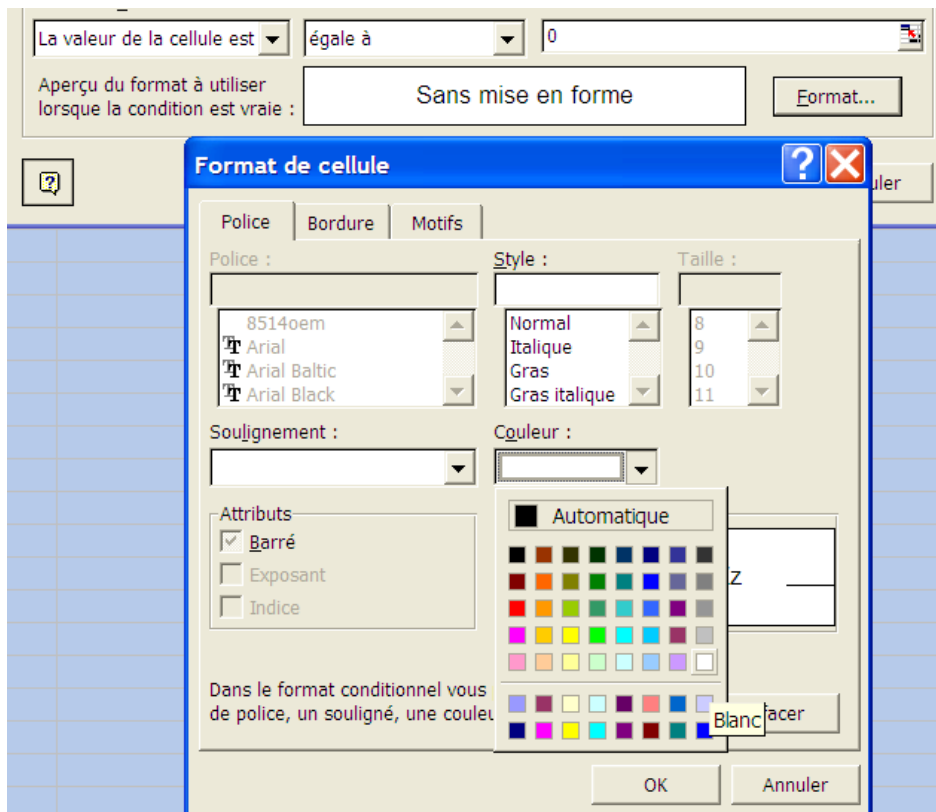 La valeur de la cellule est égale à 0
Aperçu du format à utiliser
lorsque la condition est vraie :
Sans mise en forme
Format...
Format de cellule
uler
Police Bordure Motifs
Police : Style : Taille :
8514oem Normal 8
Arial Italique 9
Arial Baltic Gras 10
Arial Black Gras italique 11
Soulignement : Couleur :
Automatique
Attributs
Barré
Exposant
Indice
Dans le format conditionnel vous
de police, un souligné, une couleu
Blanc
facer
OK Annuler